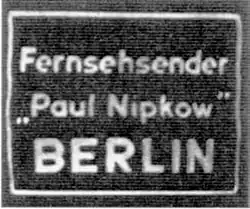 Fernsehsender
„Paul Nipkow”
BERLIN